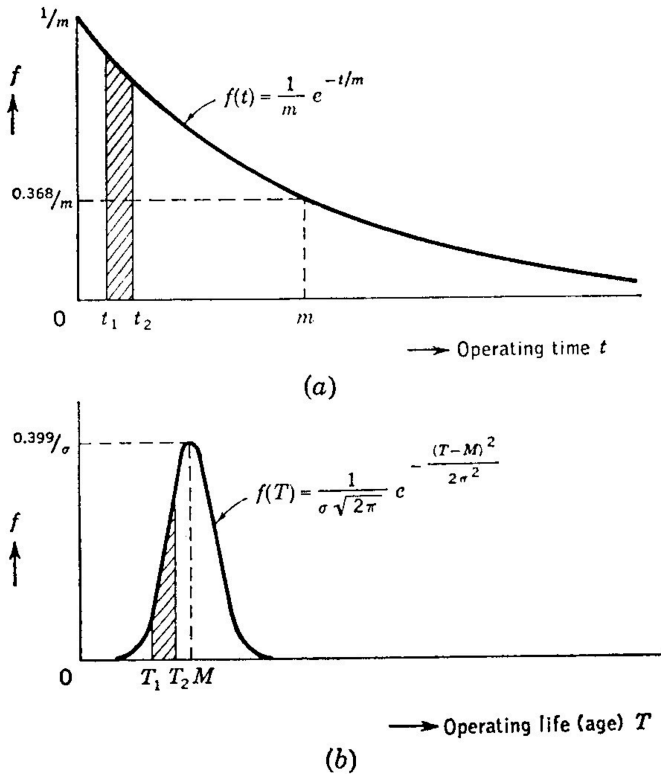 1/m
f
f(t) = 1/m e^{-t/m}
0.368/m
0 t₁ t₂ m
→ Operating time t
(a)
0.399/σ
f(T) = 1/(σ√2π) e^{-(T-M)²/2σ²}
f
0 T₁ T₂ M
→ Operating life (age) T
(b)